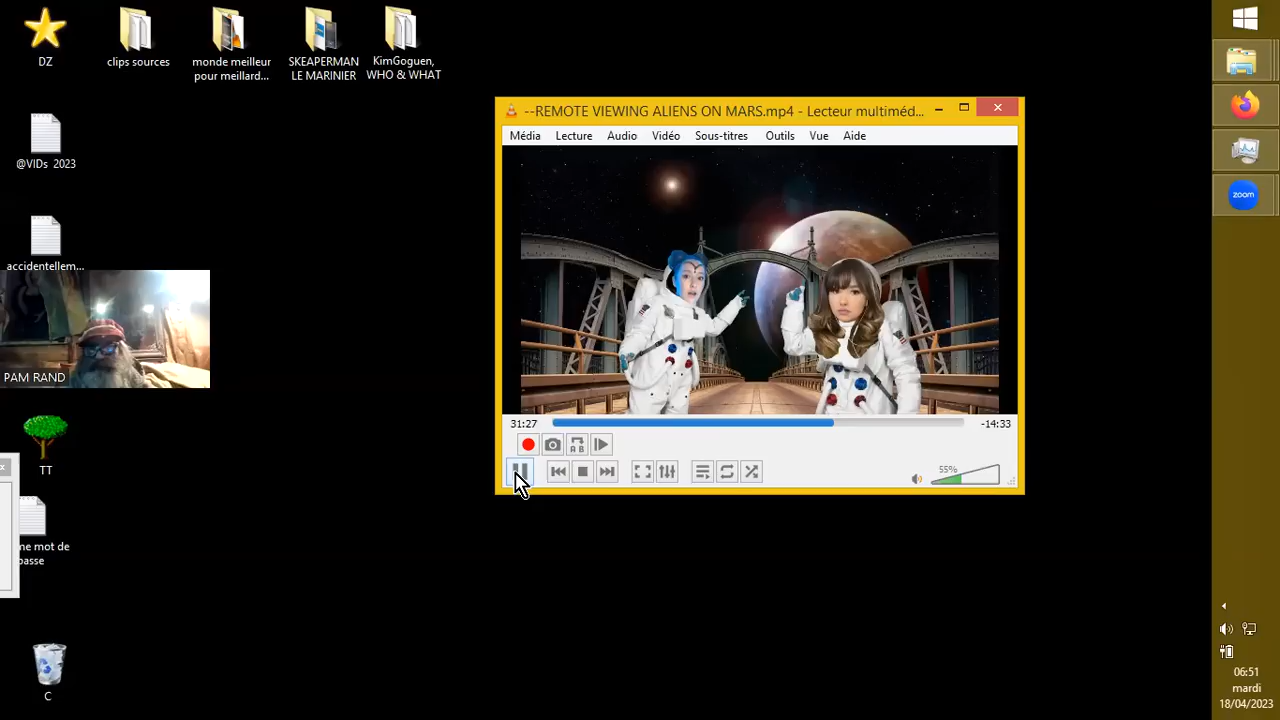 DZ
clips sources
monde meilleur
pour meillard...
SKEAPERMAN
LE MARINIER
KimGoguen,
WHO & WHAT
--REMOTE VIEWING ALIENS ON MARS.mp4 - Lecteur multiméd...
Média Lecture Audio Vidéo Sous-titres Outils Vue Aide
@VIDs 2023
zoom
accidentellem...
PAM RAND
31:27
-14:33
A B
55%
TT
me mot de
passe
C
06:51
mardi
18/04/2023